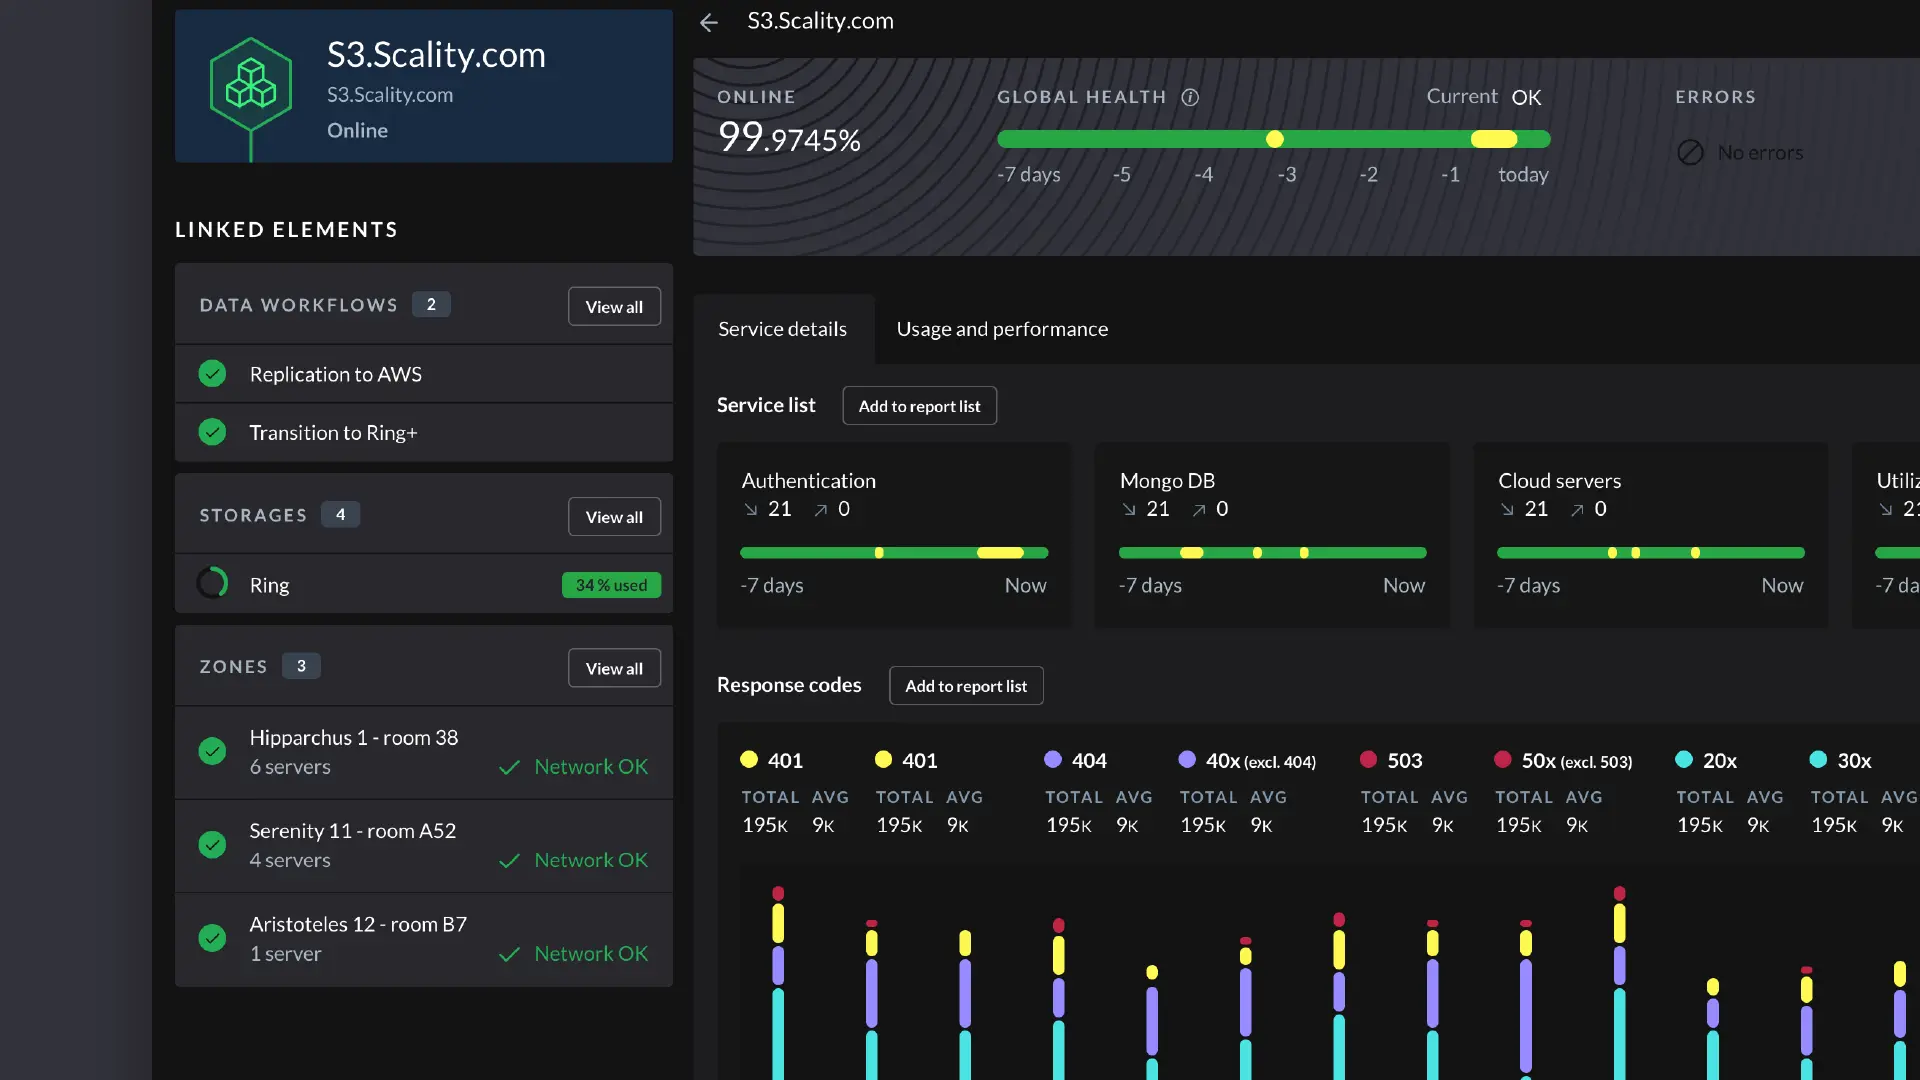 S3.Scality.com
S3.Scality.com
Online
LINKED ELEMENTS
DATA WORKFLOWS 2 View all
Replication to AWS
Transition to Ring+
STORAGES 4 View all
Ring 34 % used
ZONES 3 View all
Hipparchus 1 - room 38
6 servers Network OK
Serenity 11 - room A52
4 servers Network OK
Aristoteles 12 - room B7
1 server Network OK
S3.Scality.com
ONLINE
99.9745%
GLOBAL HEALTH Current OK
-7 days -5 -4 -3 -2 -1 today
ERRORS
No errors
Service details Usage and performance
Service list Add to report list
Authentication
21 0
-7 days Now
Mongo DB
21 0
-7 days Now
Cloud servers
21 0
-7 days Now
Response codes Add to report list
401 401 404 40x (excl. 404) 503 50x (excl. 503) 20x 30x
TOTAL AVG TOTAL AVG TOTAL AVG TOTAL AVG TOTAL AVG TOTAL AVG TOTAL AVG TOTAL AVG
195K 9K 195K 9K 195K 9K 195K 9K 195K 9K 195K 9K 195K 9K 195K 9K